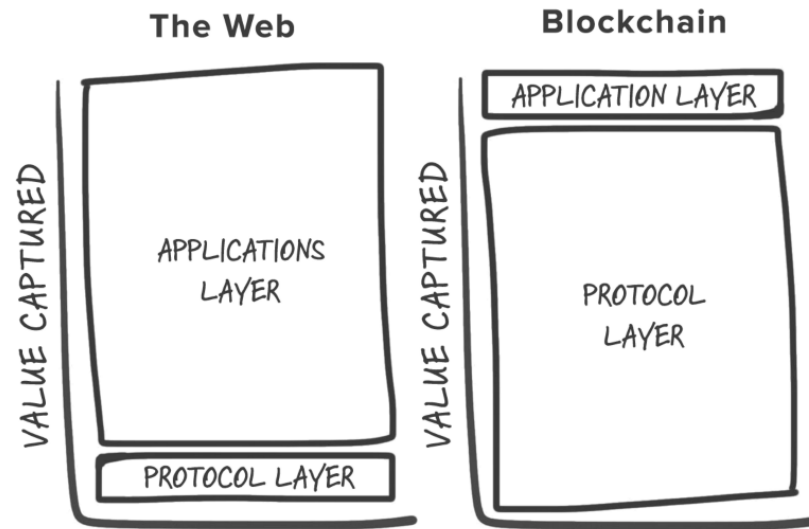 The Web
VALUE CAPTURED
APPLICATIONS
LAYER
PROTOCOL LAYER
Blockchain
VALUE CAPTURED
APPLICATION LAYER
PROTOCOL
LAYER